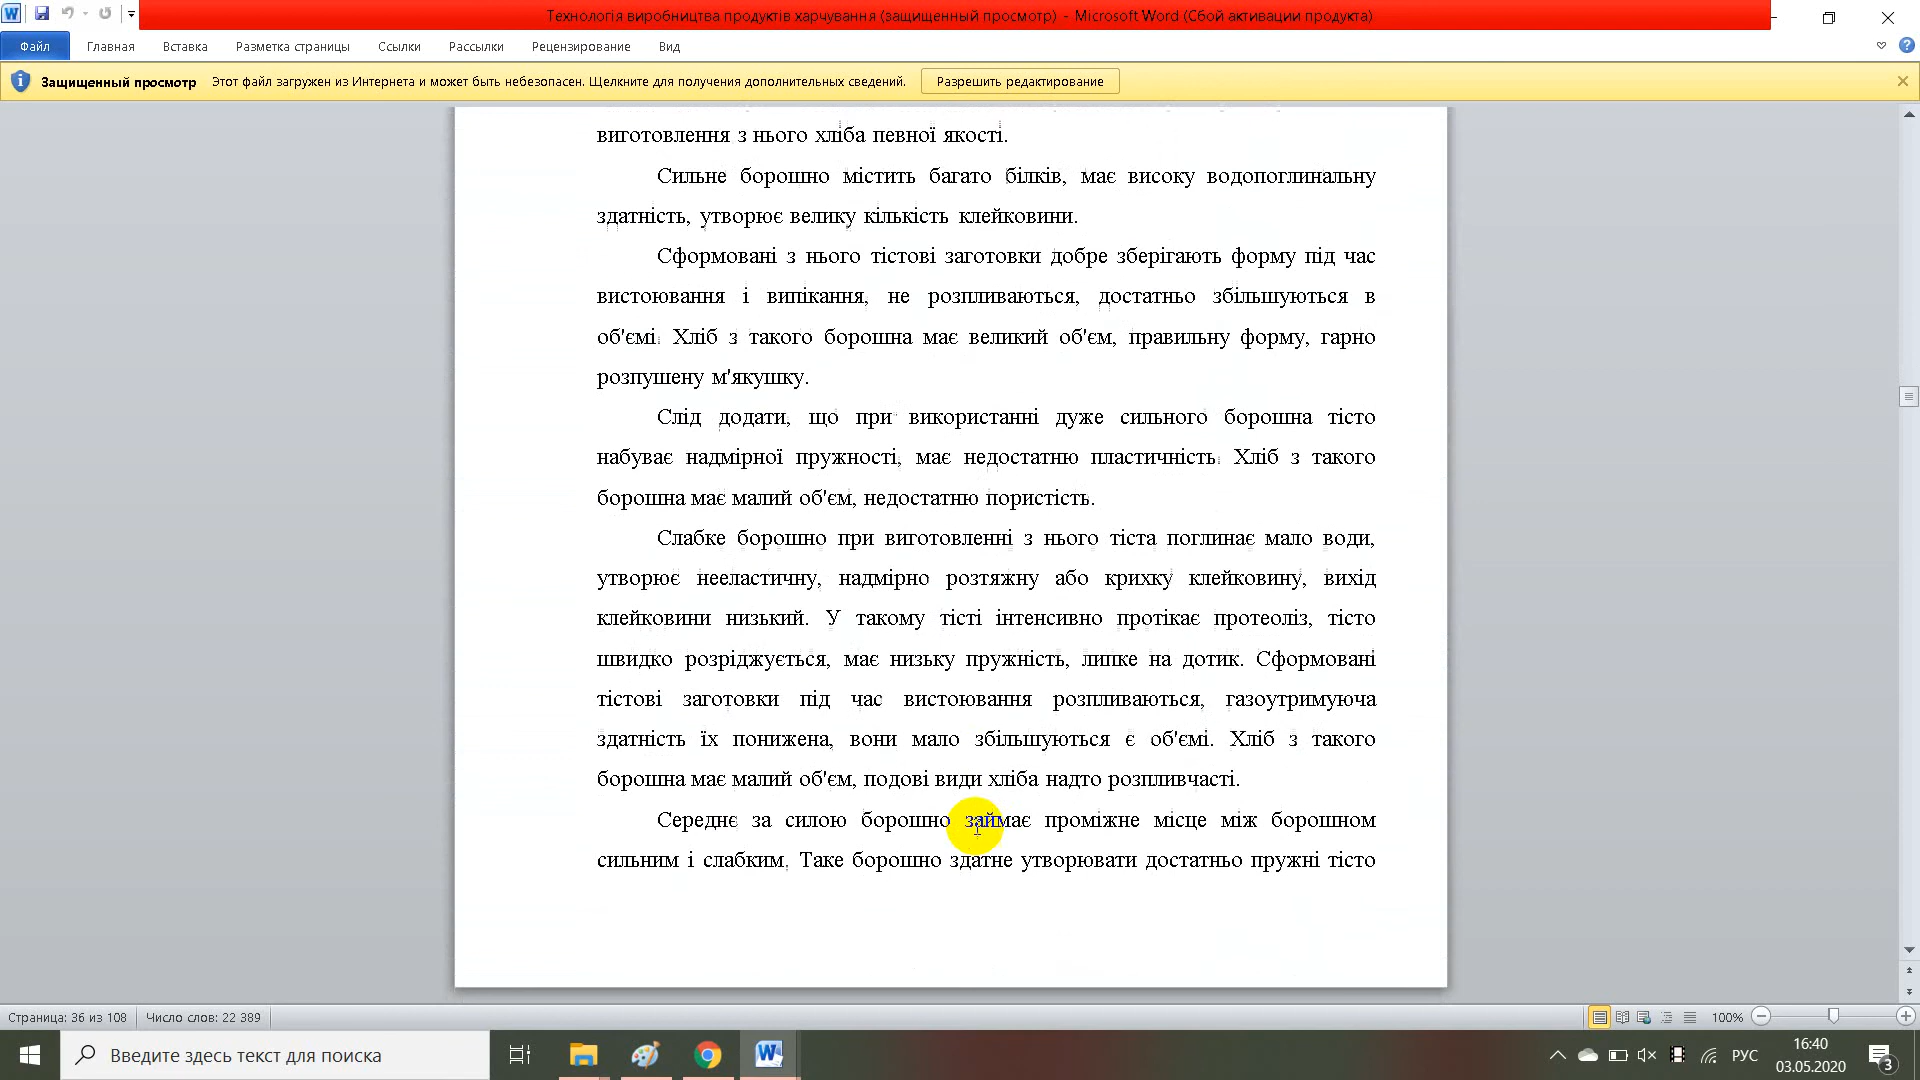 Технологія виробництва продуктів харчування (защищенный просмотр) - Microsoft Word (Сбой активации продукта)
Файл Главная Вставка Разметка страницы Ссылки Рассылки Рецензирование Вид
Защищенный просмотр Этот файл загружен из Интернета и может быть небезопасен. Щелкните для получения дополнительных сведений. Разрешить редактирование
виготовлення з нього хліба певної якості.
Сильне борошно містить багато білків, має високу водопоглинальну
здатність, утворює велику кількість клейковини.
Сформовані з нього тістові заготовки добре зберігають форму під час
вистоювання і випікання, не розпливаються, достатньо збільшуються в
об'ємі. Хліб з такого борошна має великий об'єм, правильну форму, гарно
розпушену м'якушку.
Слід додати, що при використанні дуже сильного борошна тісто
набуває надмірної пружності, має недостатню пластичність. Хліб з такого
борошна має малий об'єм, недостатню пористість.
Слабке борошно при виготовленні з нього тіста поглинає мало води,
утворює нееластичну, надмірно розтяжну або крихку клейковину, вихід
клейковини низький. У такому тісті інтенсивно протікає протеоліз, тісто
швидко розріджується, має низьку пружність, липке на дотик. Сформовані
тістові заготовки під час вистоювання розпливаються, газоутримуюча
здатність їх понижена, вони мало збільшуються є об'ємі. Хліб з такого
борошна має малий об'єм, подові види хліба надто розпливчасті.
Середнє за силою борошно займає проміжне місце між борошном
сильним і слабким. Таке борошно здатне утворювати достатньо пружні тісто
Страница: 36 из 108 Число слов: 22 389 100%
Введите здесь текст для поиска РУС 16:40
03.05.2020 3